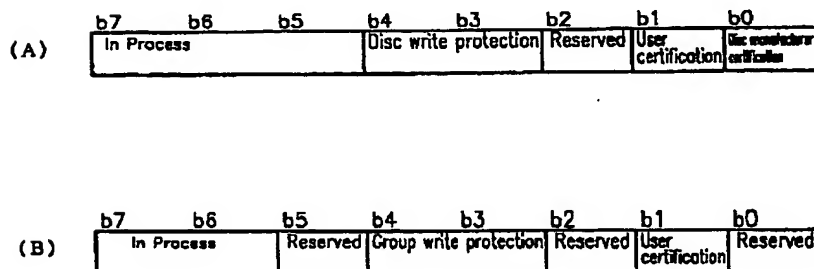 b7 b6 b5 b4 b3 b2 b1 b0
(A) In Process Disc write protection Reserved User certification Disc manufacturer certification
b7 b6 b5 b4 b3 b2 b1 b0
(B) In Process Reserved Group write protection Reserved User certification Reserved